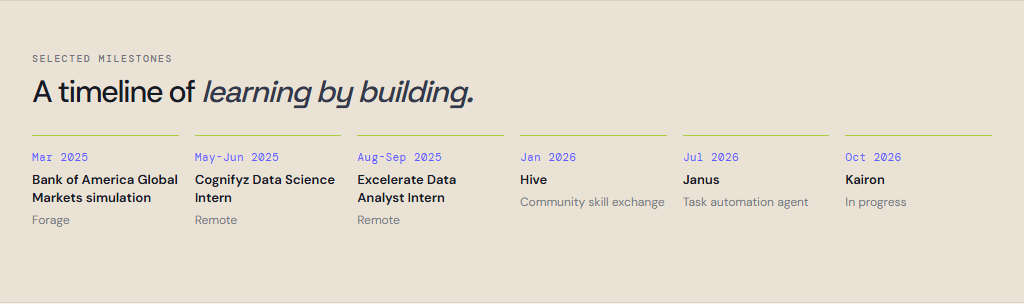 SELECTED MILESTONES
A timeline of learning by building.
Mar 2025
Bank of America Global
Markets simulation
Forage
May-Jun 2025
Cognifyz Data Science
Intern
Remote
Aug-Sep 2025
Excelerate Data
Analyst Intern
Remote
Jan 2026
Hive
Community skill exchange
Jul 2026
Janus
Task automation agent
Oct 2026
Kairon
In progress